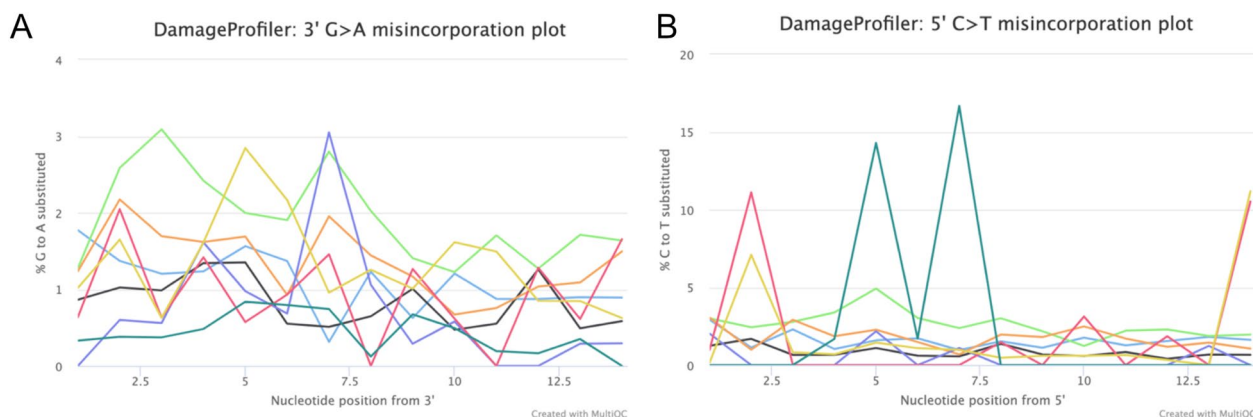 A
DamageProfiler: 3' G>A misincorporation plot
4
3
2
1
0
% G to A substituted
2.5 5 7.5 10 12.5
Nucleotide position from 3'
Created with MultiQC
B
DamageProfiler: 5' C>T misincorporation plot
20
15
10
5
0
% C to T substituted
2.5 5 7.5 10 12.5
Nucleotide position from 5'
Created with MultiQC